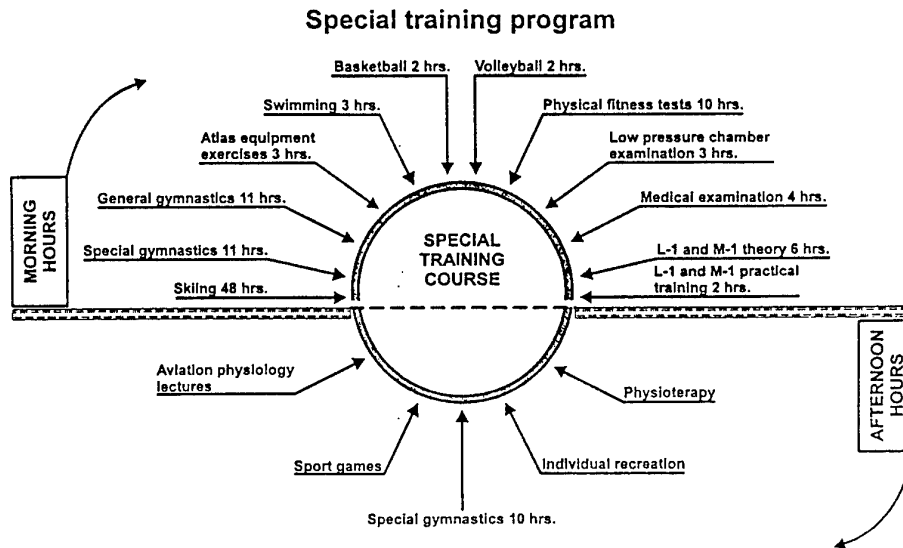 Special training program
Basketball 2 hrs.
Volleyball 2 hrs.
Swimming 3 hrs.
Physical fitness tests 10 hrs.
Atlas equipment
exercises 3 hrs.
Low pressure chamber
examination 3 hrs.
General gymnastics 11 hrs.
Medical examination 4 hrs.
MORNING
HOURS
SPECIAL
TRAINING
COURSE
Special gymnastics 11 hrs.
L-1 and M-1 theory 6 hrs.
Skiing 48 hrs.
L-1 and M-1 practical
training 2 hrs.
Aviation physiology
lectures
Physioterapy
AFTERNOON
HOURS
Sport games
Individual recreation
Special gymnastics 10 hrs.